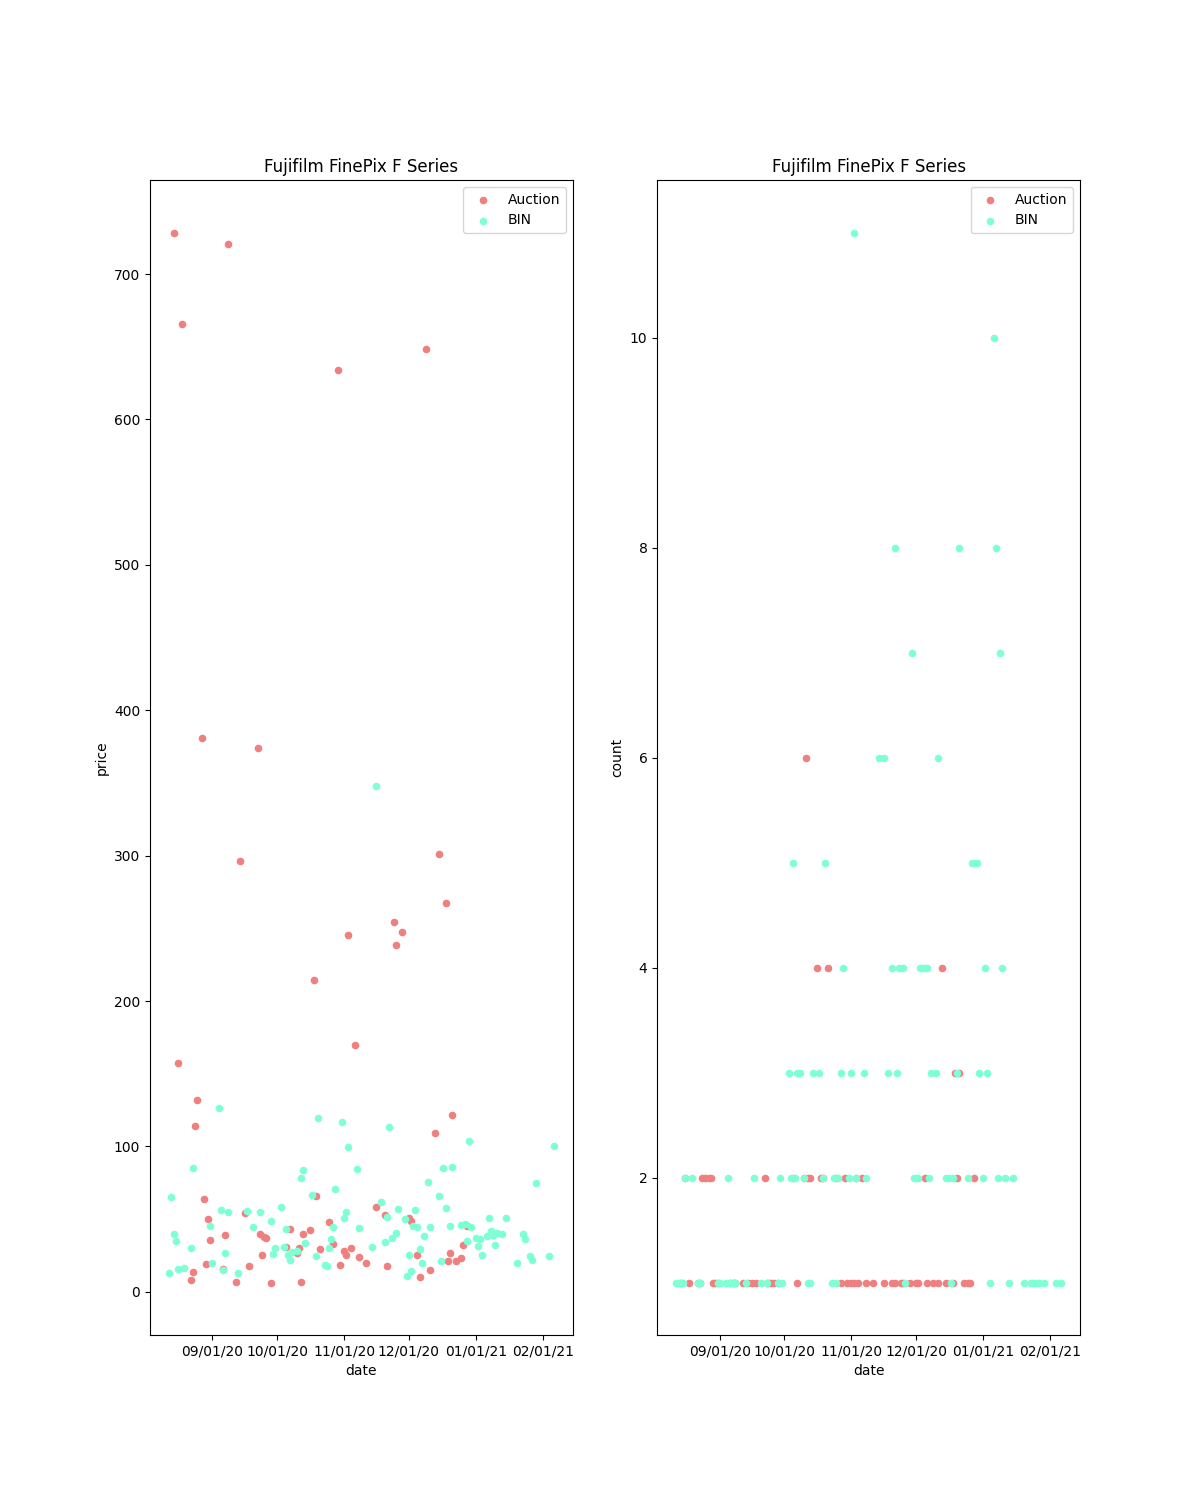 Fujifilm FinePix F Series
Auction
BIN
700
600
500
400
300
200
100
0
price
09/01/20 10/01/20 11/01/20 12/01/20 01/01/21 02/01/21
date
Fujifilm FinePix F Series
Auction
BIN
10
8
6
4
2
count
09/01/20 10/01/20 11/01/20 12/01/20 01/01/21 02/01/21
date